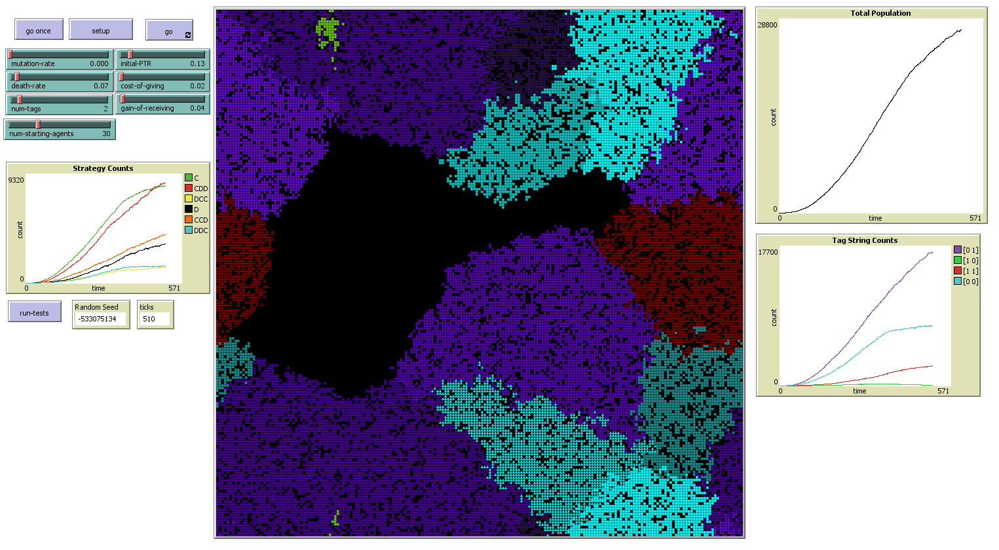 go once
setup
go
mutation-rate 0.000
initial-PTR 0.13
death-rate 0.07
cost-of-giving 0.02
num-tags 2
gain-of-receiving 0.04
num-starting-agents 30
Strategy Counts
9320
count
0
0
time
571
C
CDD
DCC
D
CCD
DDC
run-tests
Random Seed
-533075134
ticks
510
Total Population
28800
count
0
0
time
571
Tag String Counts
17700
count
0
0
time
571
[0 1]
[1 0]
[1 1]
[0 0]